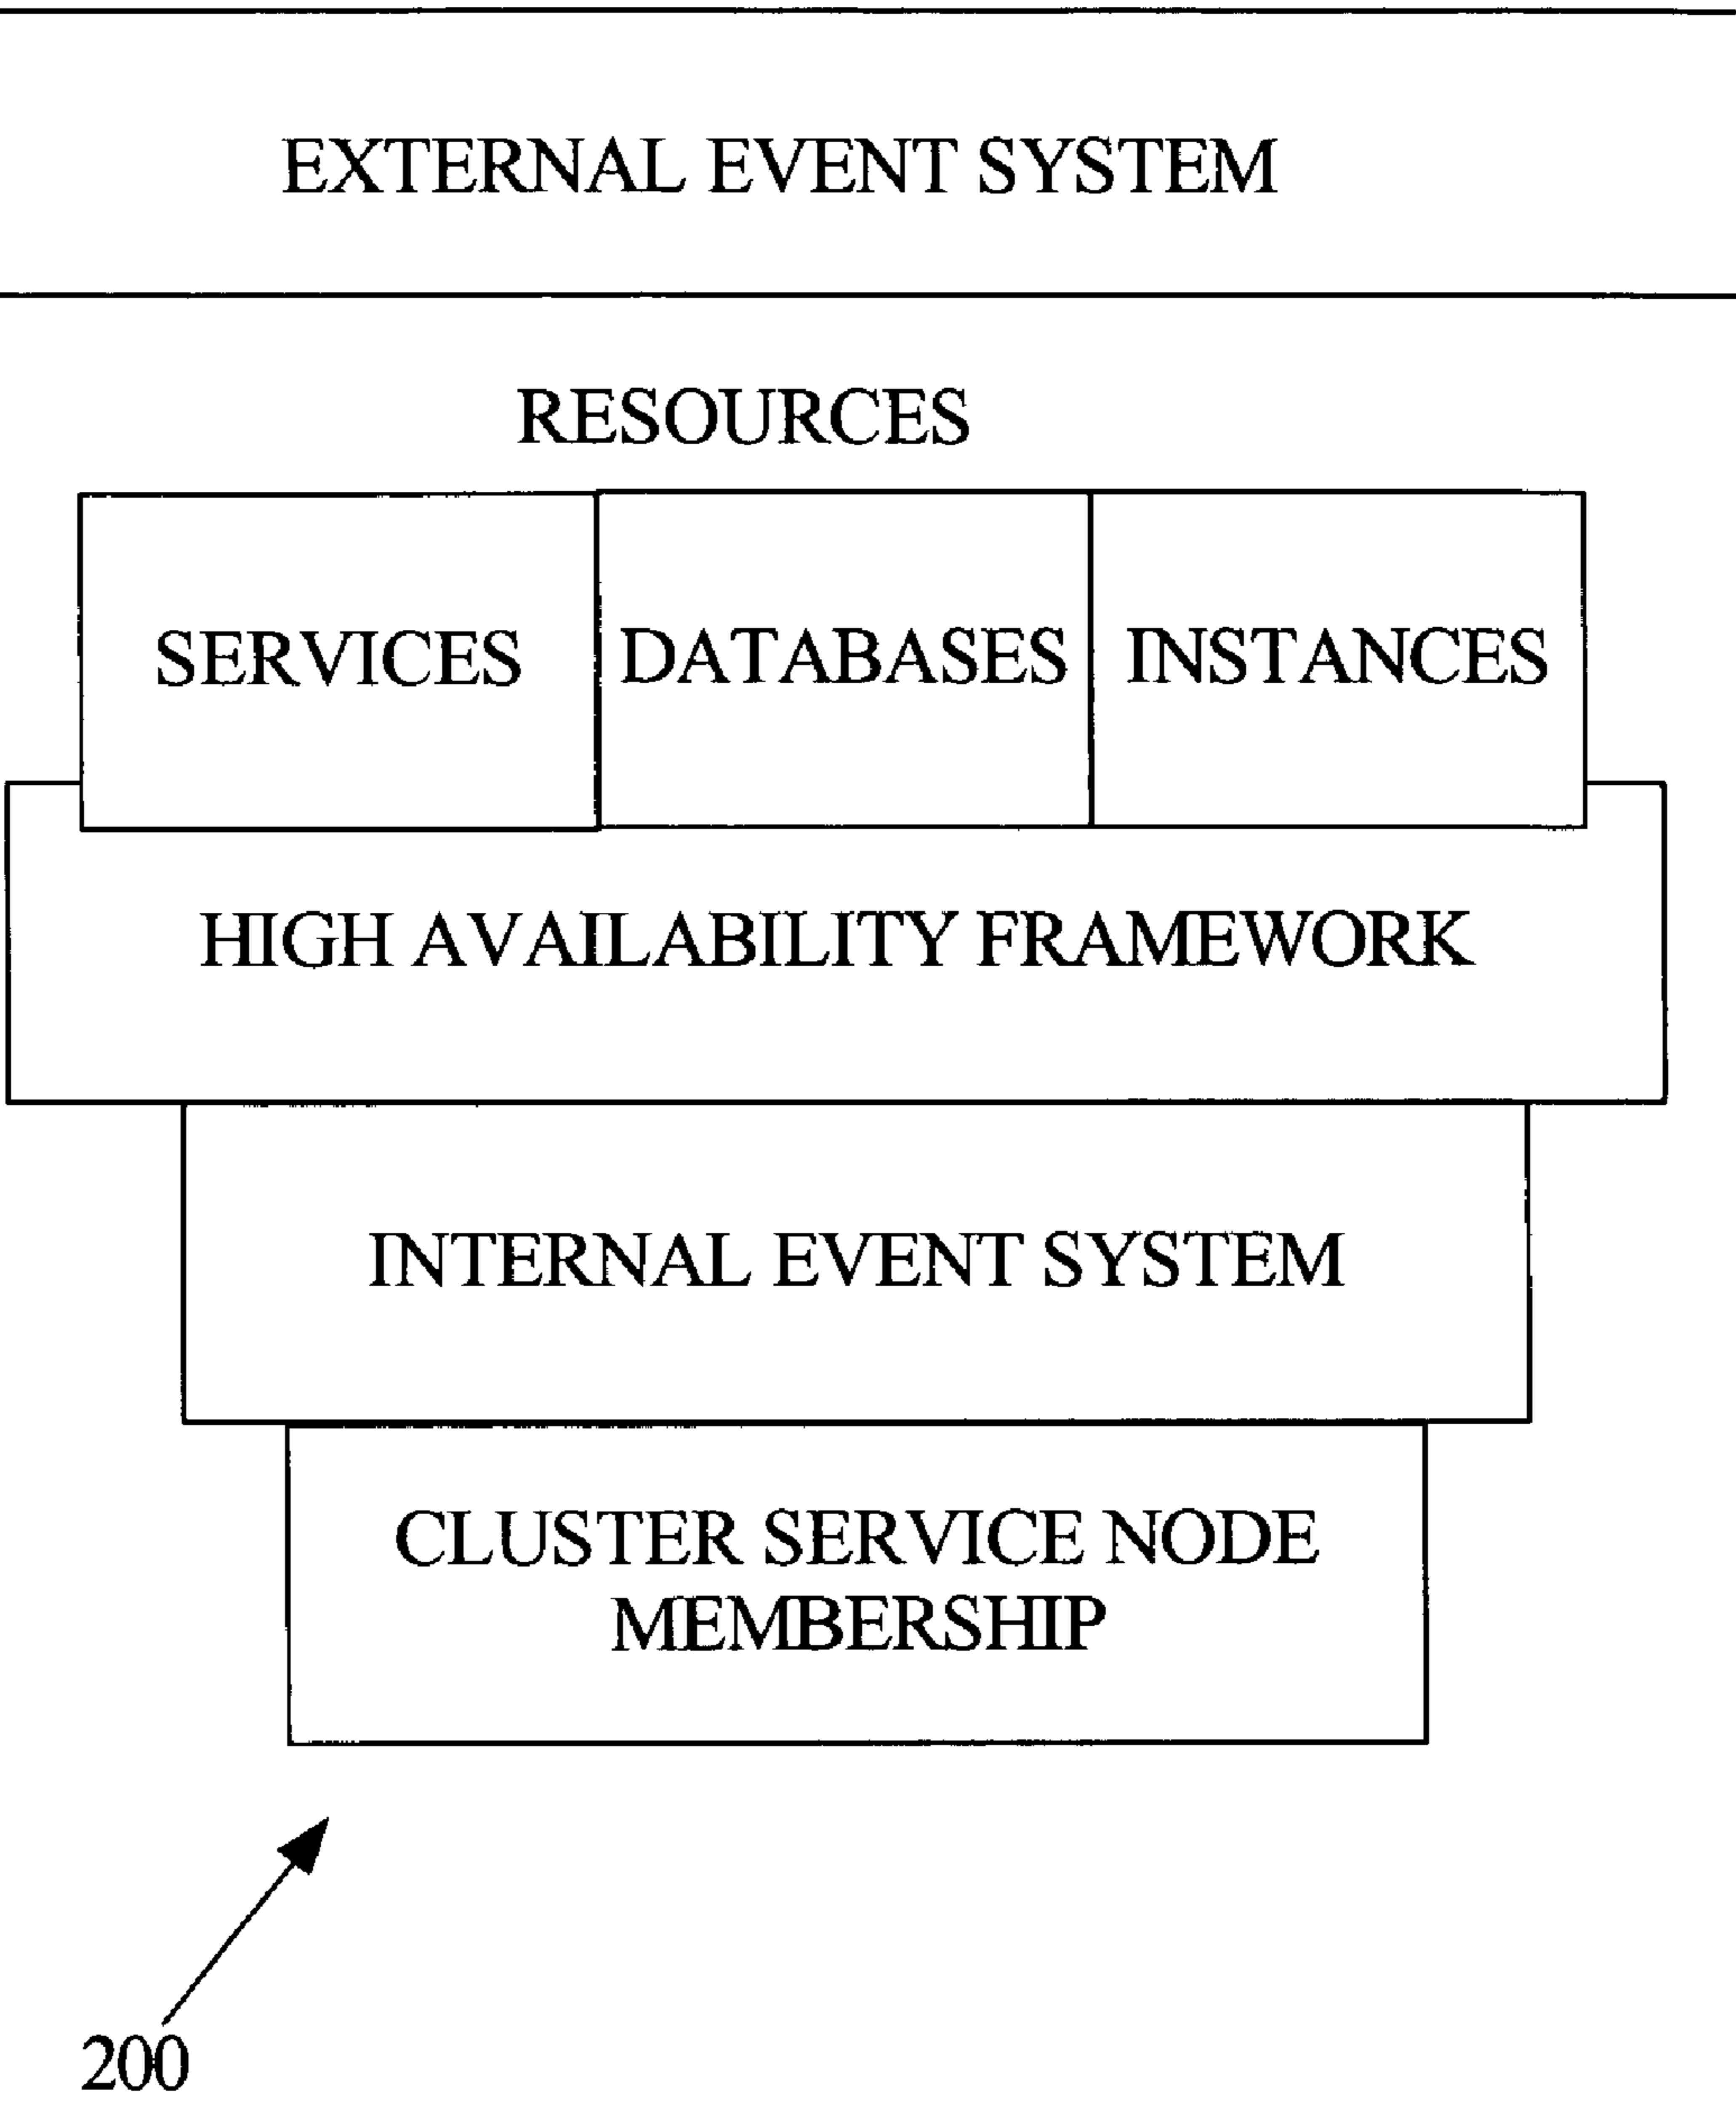 EXTERNAL EVENT SYSTEM
RESOURCES
SERVICES DATABASES INSTANCES
HIGH AVAILABILITY FRAMEWORK
INTERNAL EVENT SYSTEM
CLUSTER SERVICE NODE
MEMBERSHIP
200